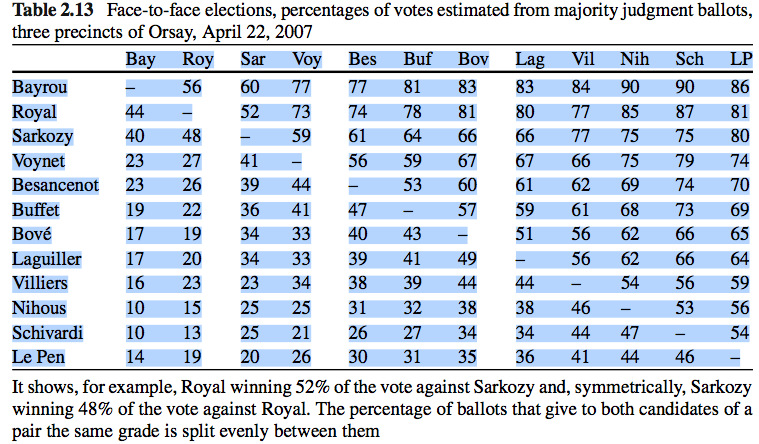 Table 2.13 Face-to-face elections, percentages of votes estimated from majority judgment ballots,
three precincts of Orsay, April 22, 2007
Bay Roy Sar Voy Bes Buf Bov Lag Vil Nih Sch LP
Bayrou – 56 60 77 77 81 83 83 84 90 90 86
Royal 44 – 52 73 74 78 81 80 77 85 87 81
Sarkozy 40 48 – 59 61 64 66 66 77 75 75 80
Voynet 23 27 41 – 56 59 67 67 66 75 79 74
Besancenot 23 26 39 44 – 53 60 61 62 69 74 70
Buffet 19 22 36 41 47 – 57 59 61 68 73 69
Bové 17 19 34 33 40 43 – 51 56 62 66 65
Laguiller 17 20 34 33 39 41 49 – 56 62 66 64
Villiers 16 23 23 34 38 39 44 44 – 54 56 59
Nihous 10 15 25 25 31 32 38 38 46 – 53 56
Schivardi 10 13 25 21 26 27 34 34 44 47 – 54
Le Pen 14 19 20 26 30 31 35 36 41 44 46 –
It shows, for example, Royal winning 52% of the vote against Sarkozy and, symmetrically, Sarkozy
winning 48% of the vote against Royal. The percentage of ballots that give to both candidates of a
pair the same grade is split evenly between them